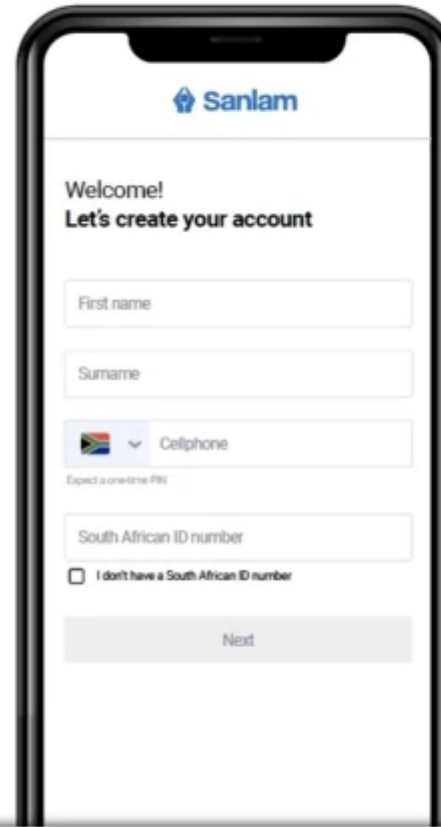 Sanlam
Welcome!
Let's create your account
First name
Surname
Cellphone
Expect a one-time PIN
South African ID number
I don't have a South African ID number
Next